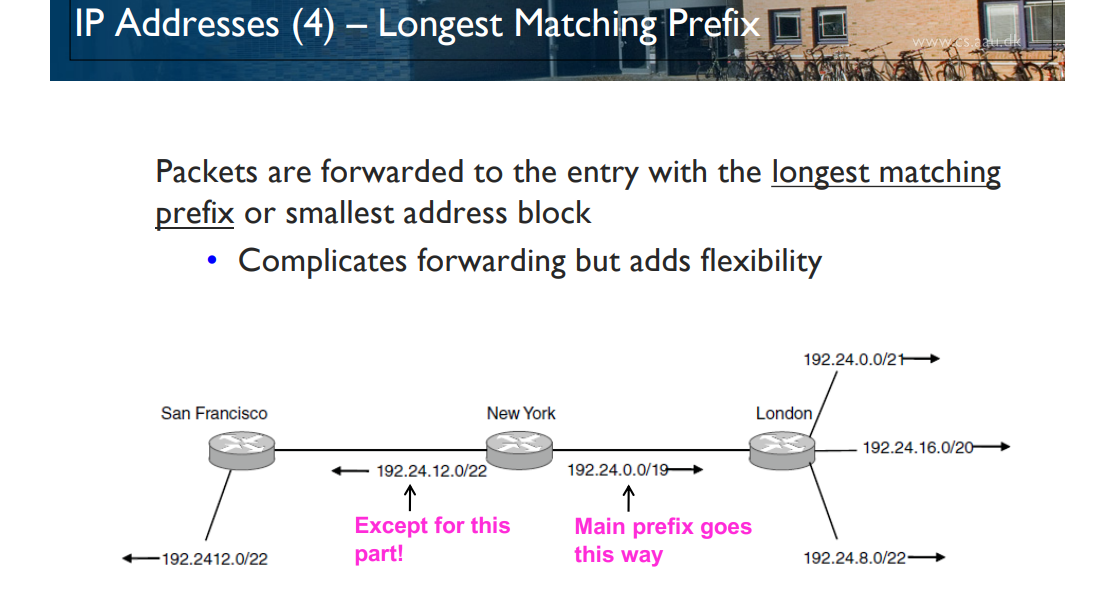 IP Addresses (4) – Longest Matching Prefix
www.cs.aau.dk
Packets are forwarded to the entry with the longest matching
prefix or smallest address block
• Complicates forwarding but adds flexibility
192.24.0.0/21
San Francisco
New York
London
192.24.16.0/20
192.24.12.0/22
192.24.0.0/19
Except for this
part!
Main prefix goes
this way
192.2412.0/22
192.24.8.0/22